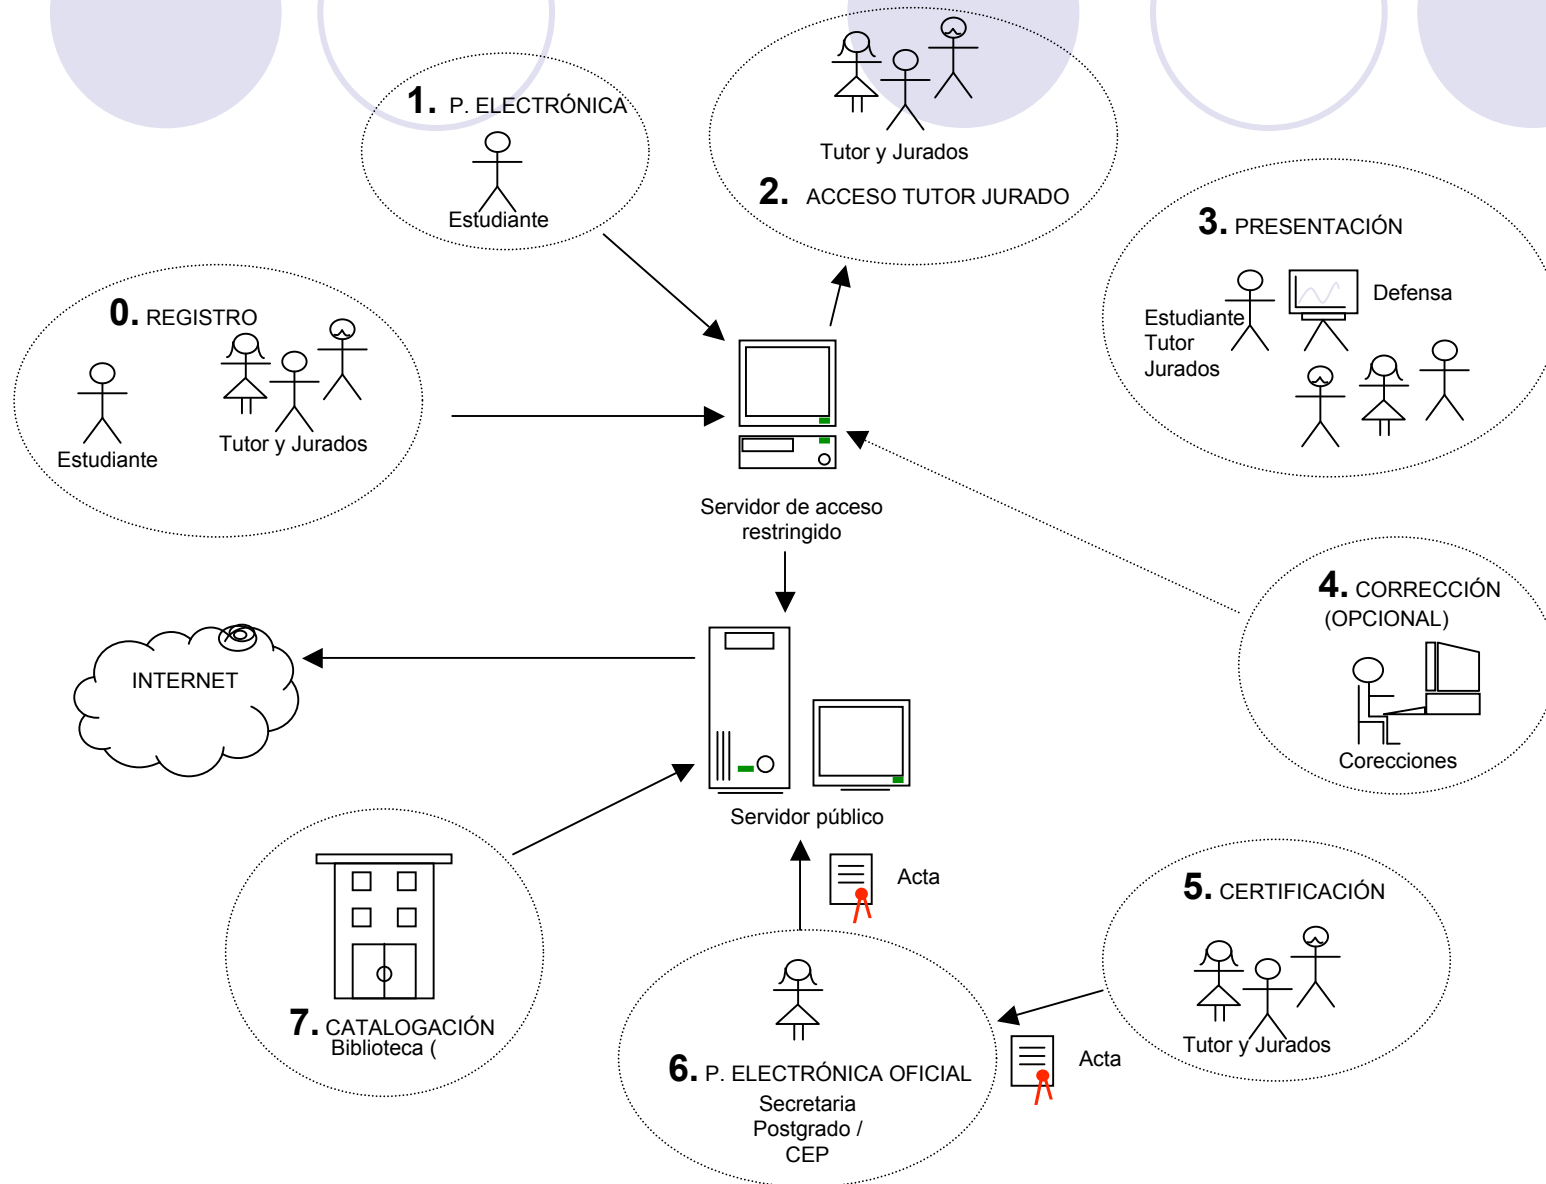 1. P. ELECTRÓNICA
Estudiante
Tutor y Jurados
2. ACCESO TUTOR JURADO
3. PRESENTACIÓN
Defensa
Estudiante
Tutor
Jurados
0. REGISTRO
Estudiante
Tutor y Jurados
Servidor de acceso
restringido
4. CORRECCIÓN
(OPCIONAL)
Corecciones
INTERNET
Servidor público
Acta
5. CERTIFICACIÓN
Tutor y Jurados
Acta
6. P. ELECTRÓNICA OFICIAL
Secretaria
Postgrado /
CEP
7. CATALOGACIÓN
Biblioteca (